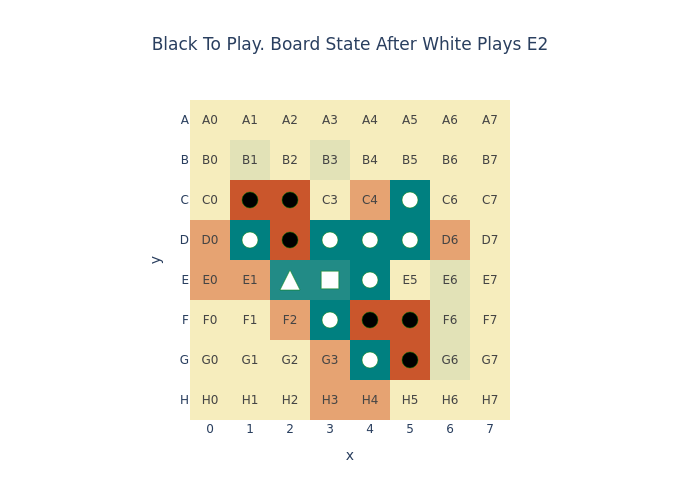 Black To Play. Board State After White Plays E2
A A0 A1 A2 A3 A4 A5 A6 A7
B B0 B1 B2 B3 B4 B5 B6 B7
C C0 C3 C4 C6 C7
D D0 D6 D7
E E0 E1 E5 E6 E7
F F0 F1 F2 F6 F7
G G0 G1 G2 G3 G6 G7
H H0 H1 H2 H3 H4 H5 H6 H7
0 1 2 3 4 5 6 7
x
y